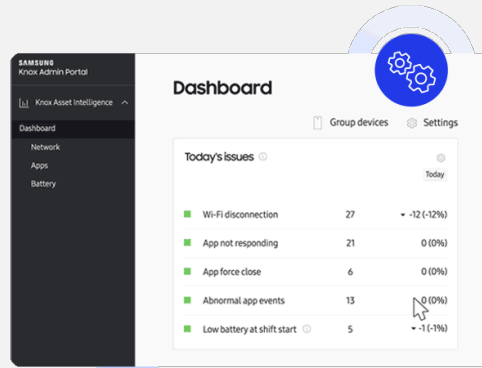 SAMSUNG
Knox Admin Portal
Knox Asset Intelligence
Dashboard
Network
Apps
Battery
Dashboard
Group devices
Settings
Today's issues
Today
Wi-Fi disconnection 27 -12 (-12%)
App not responding 21 0 (0%)
App force close 6 0 (0%)
Abnormal app events 13 0 (0%)
Low battery at shift start 5 -1 (-1%)